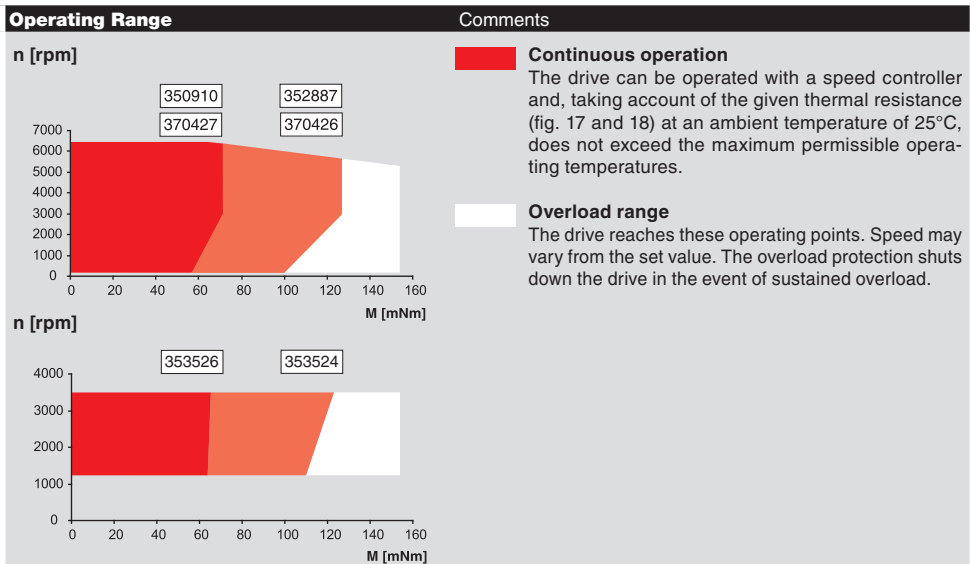 Operating Range
Comments
n [rpm]
350910
352887
370427
370426
7000
6000
5000
4000
3000
2000
1000
0
0 20 40 60 80 100 120 140 160
M [mNm]
n [rpm]
353526
353524
4000
3000
2000
1000
0
0 20 40 60 80 100 120 140 160
M [mNm]
Continuous operation
The drive can be operated with a speed controller
and, taking account of the given thermal resistance
(fig. 17 and 18) at an ambient temperature of 25°C,
does not exceed the maximum permissible opera-
ting temperatures.
Overload range
The drive reaches these operating points. Speed may
vary from the set value. The overload protection shuts
down the drive in the event of sustained overload.